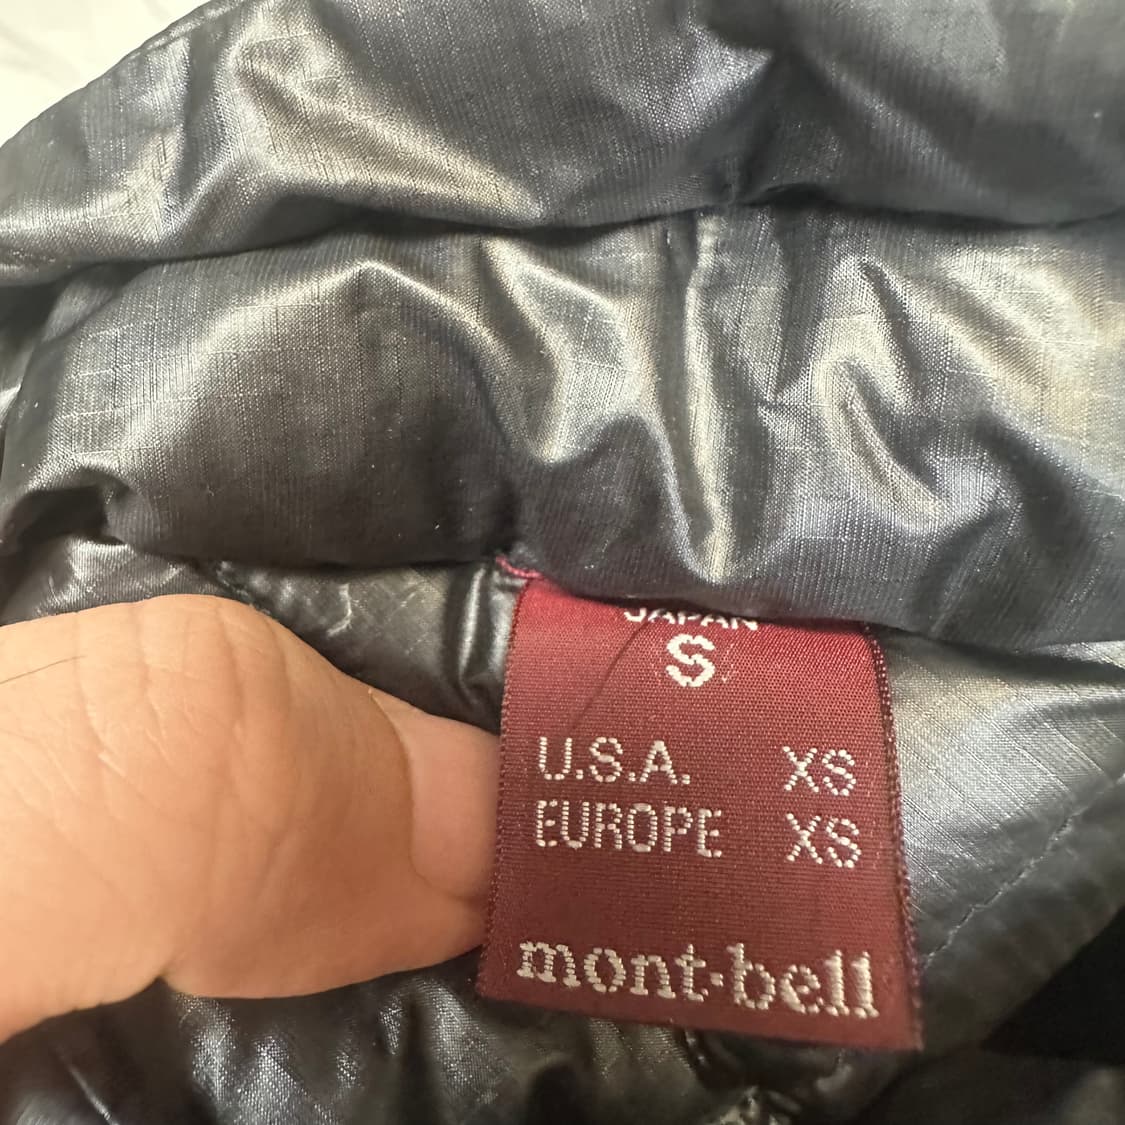 JAPAN
S
U.S.A. XS
EUROPE XS
mont-bell